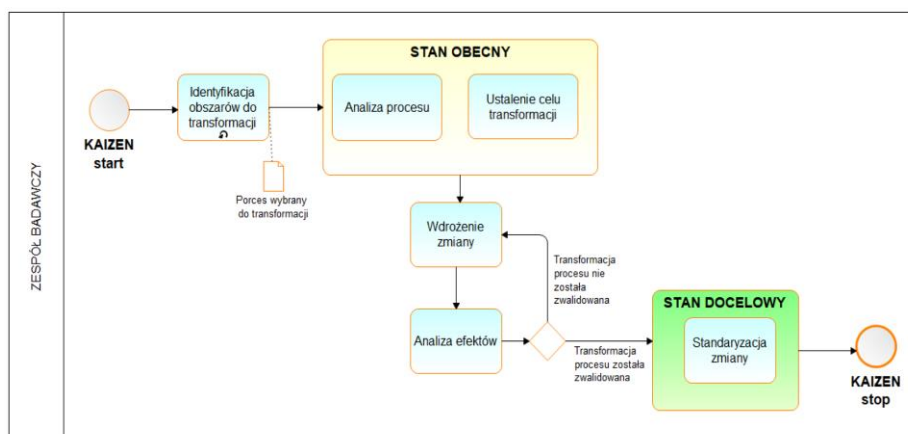 ZESPÓŁ BADAWCZY
KAIZEN
start
Identyfikacja
obszarów do
transformacji
Porces wybrany
do transformacji
STAN OBECNY
Analiza procesu
Ustalenie celu
transformacji
Wdrożenie
zmiany
Transformacja
procesu nie
została
zwalidowana
Analiza efektów
Transformacja
procesu została
zwalidowana
STAN DOCELOWY
Standaryzacja
zmiany
KAIZEN
stop